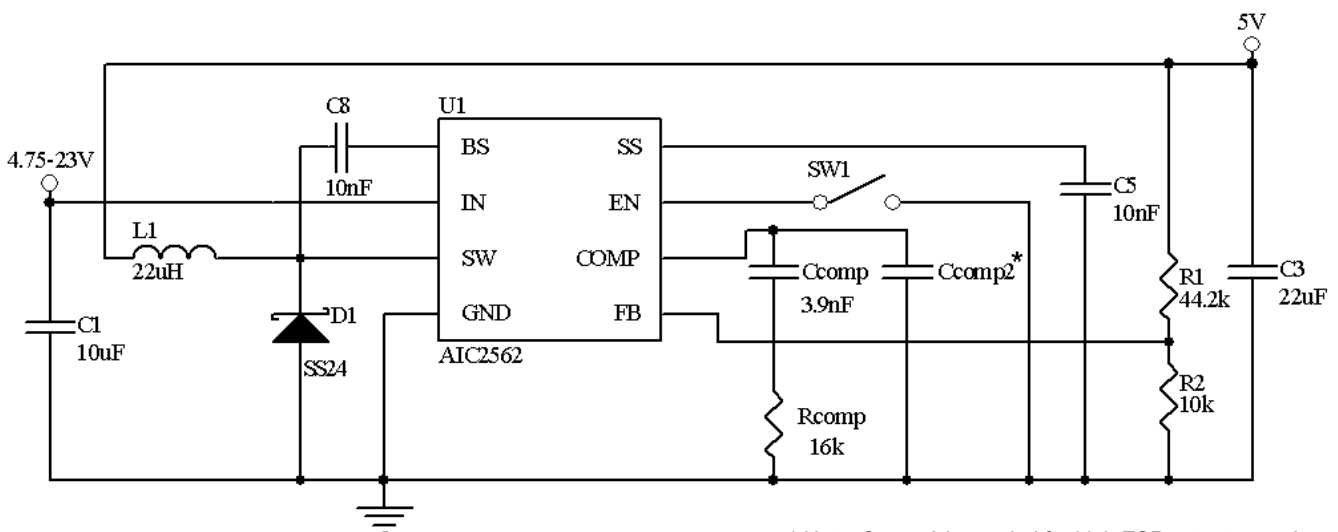 5V
C8
U1
10nF
BS
SS
4.75-23V
SW1
IN
EN
C5
10nF
L1
22uH
SW
COMP
Ccomp
3.9nF
Ccomp2*
R1
44.2k
C3
22uF
C1
10uF
D1
SS24
GND
FB
AIC2562
R2
10k
Rcomp
16k